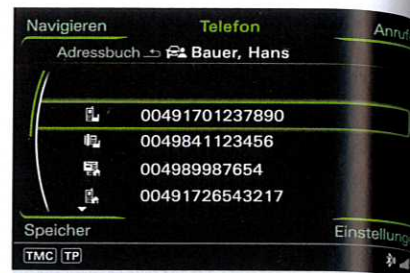 Navigieren Telefon Anruf
Adressbuch Bauer, Hans
00491701237890
0049841123456
004989987654
00491726543217
Speicher Einstellung
TMC TP